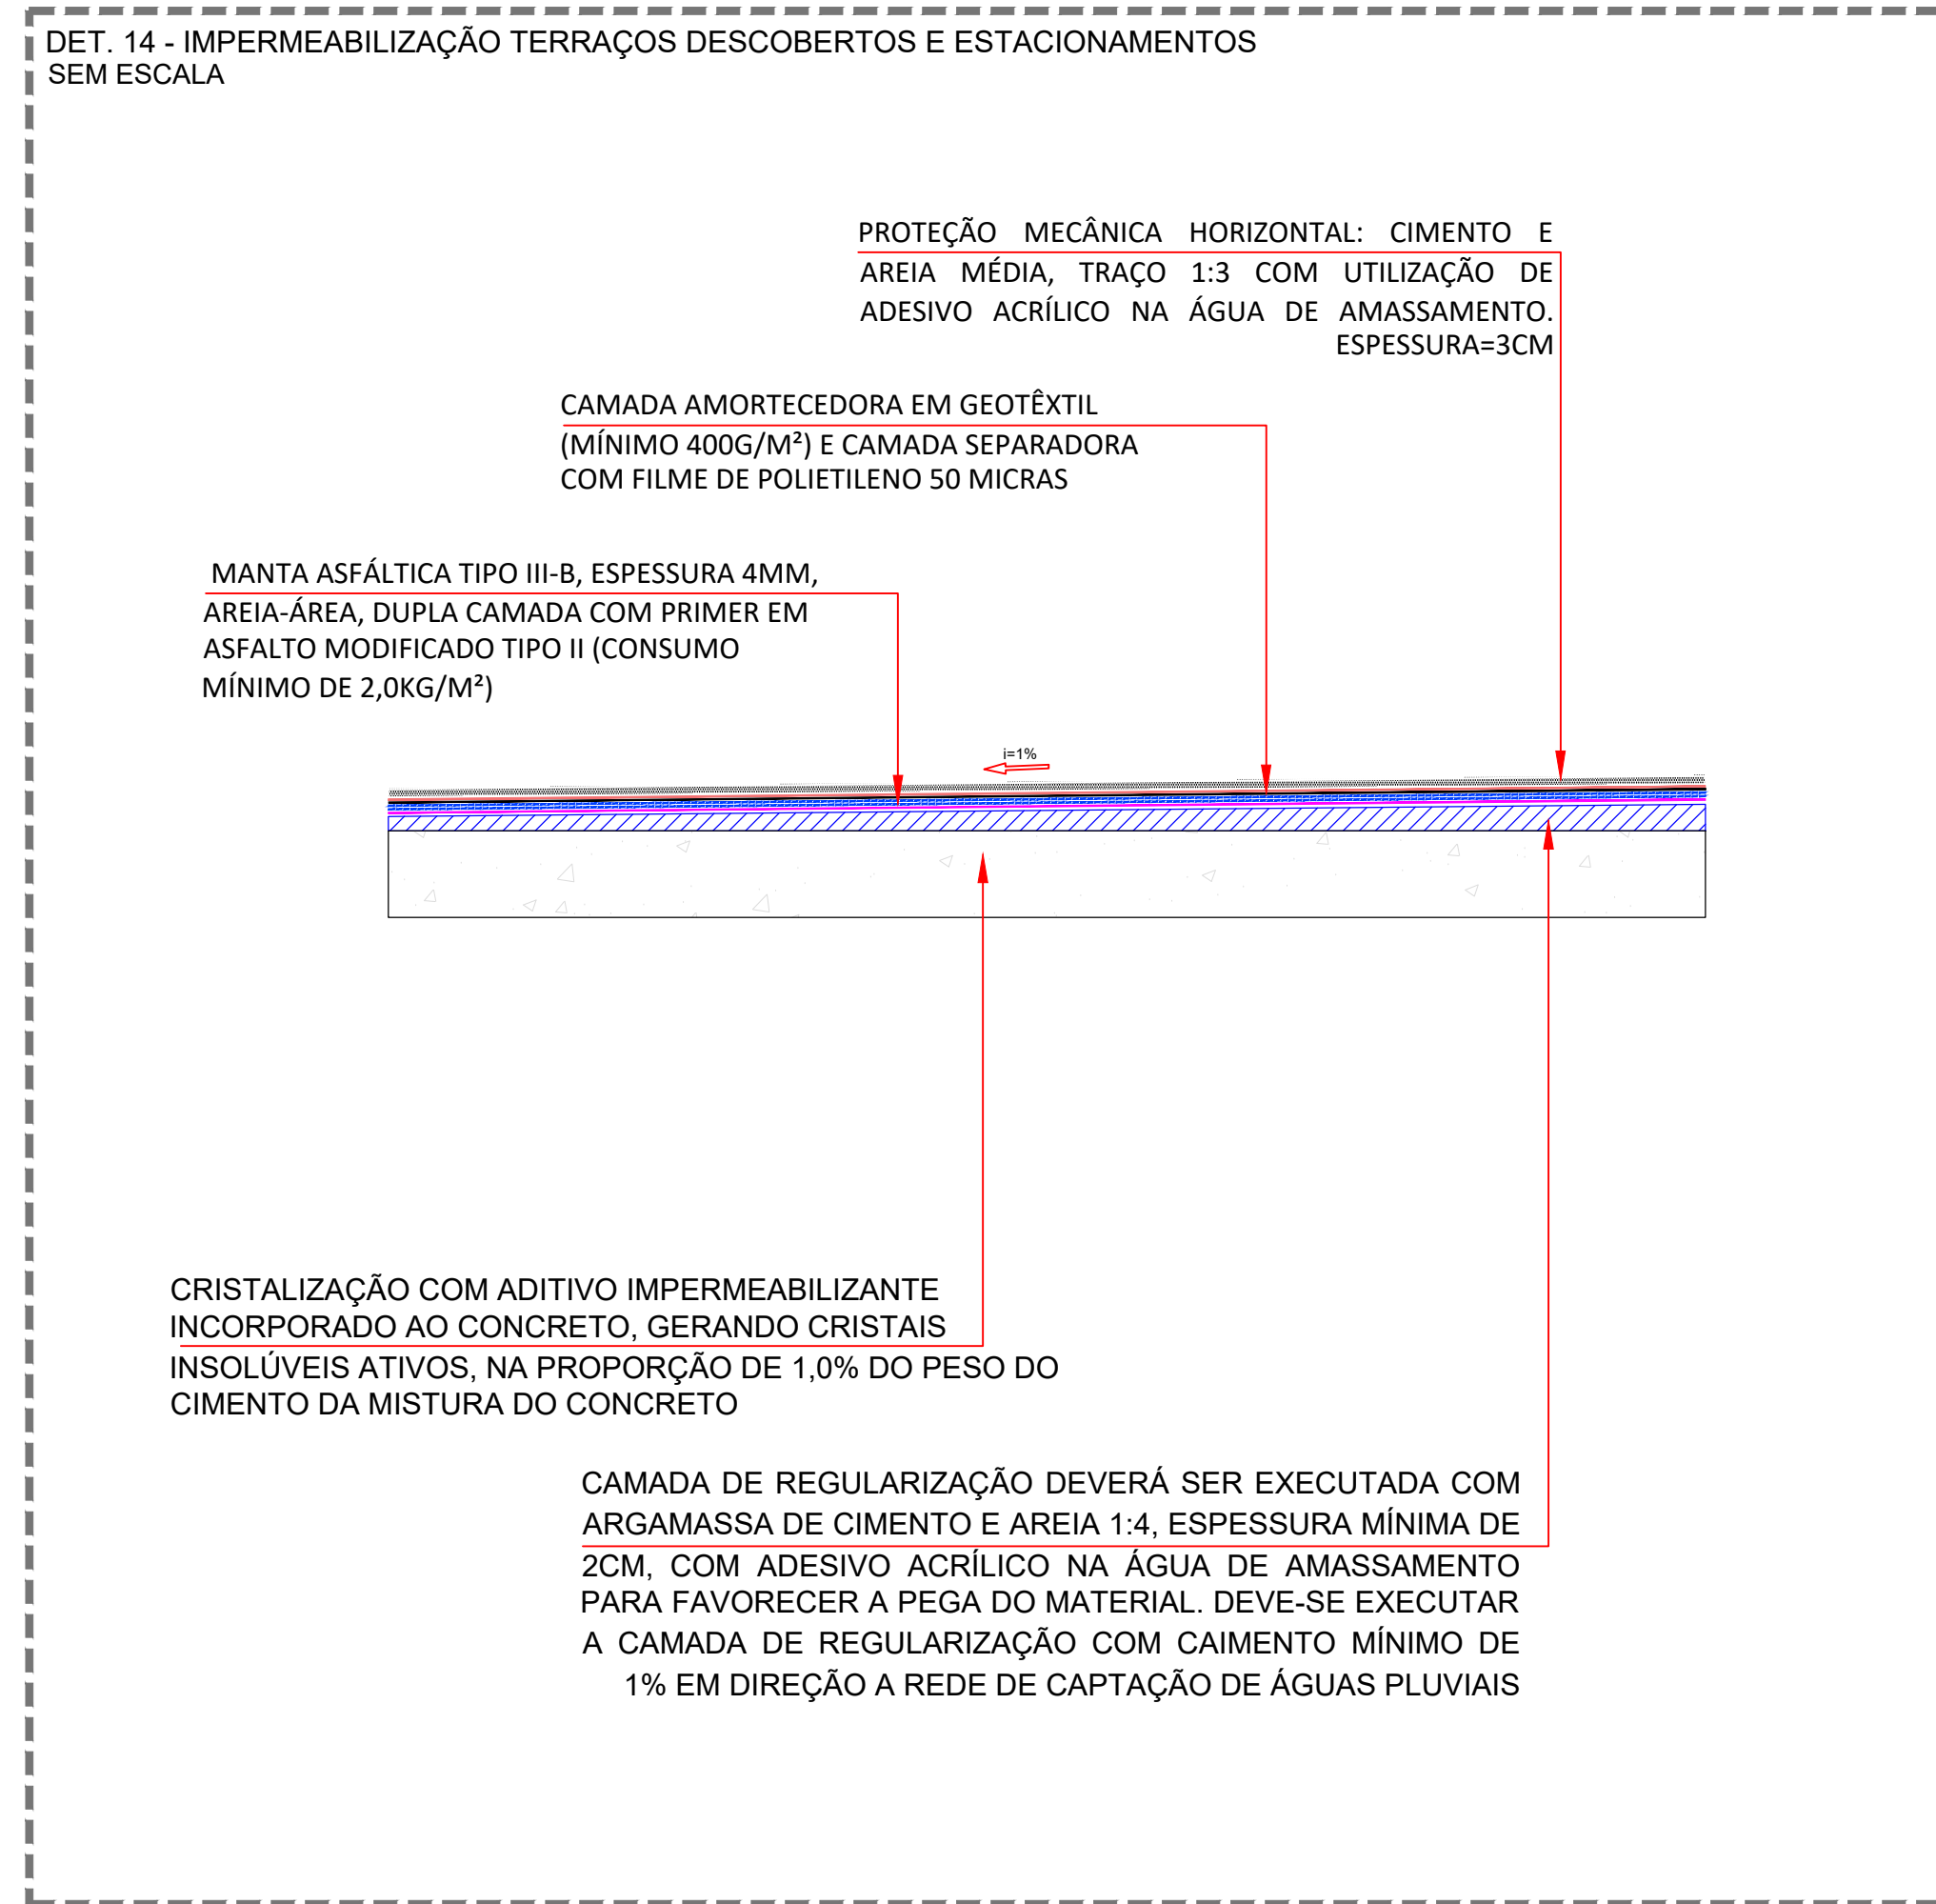 DET. 14 - IMPERMEABILIZAÇÃO TERRAÇOS DESCOBERTOS E ESTACIONAMENTOS
SEM ESCALA
PROTEÇÃO MECÂNICA HORIZONTAL: CIMENTO E
AREIA MÉDIA, TRAÇO 1:3 COM UTILIZAÇÃO DE
ADESIVO ACRÍLICO NA ÁGUA DE AMASSAMENTO.
ESPESSURA=3CM
CAMADA AMORTECEDORA EM GEOTÊXTIL
(MÍNIMO 400G/M²) E CAMADA SEPARADORA
COM FILME DE POLIETILENO 50 MICRAS
MANTA ASFÁLTICA TIPO III-B, ESPESSURA 4MM,
AREIA-ÁREA, DUPLA CAMADA COM PRIMER EM
ASFALTO MODIFICADO TIPO II (CONSUMO
MÍNIMO DE 2,0KG/M²)
i=1%
CRISTALIZAÇÃO COM ADITIVO IMPERMEABILIZANTE
INCORPORADO AO CONCRETO, GERANDO CRISTAIS
INSOLÚVEIS ATIVOS, NA PROPORÇÃO DE 1,0% DO PESO DO
CIMENTO DA MISTURA DO CONCRETO
CAMADA DE REGULARIZAÇÃO DEVERÁ SER EXECUTADA COM
ARGAMASSA DE CIMENTO E AREIA 1:4, ESPESSURA MÍNIMA DE
2CM, COM ADESIVO ACRÍLICO NA ÁGUA DE AMASSAMENTO
PARA FAVORECER A PEGA DO MATERIAL. DEVE-SE EXECUTAR
A CAMADA DE REGULARIZAÇÃO COM CAIMENTO MÍNIMO DE
1% EM DIREÇÃO A REDE DE CAPTAÇÃO DE ÁGUAS PLUVIAIS